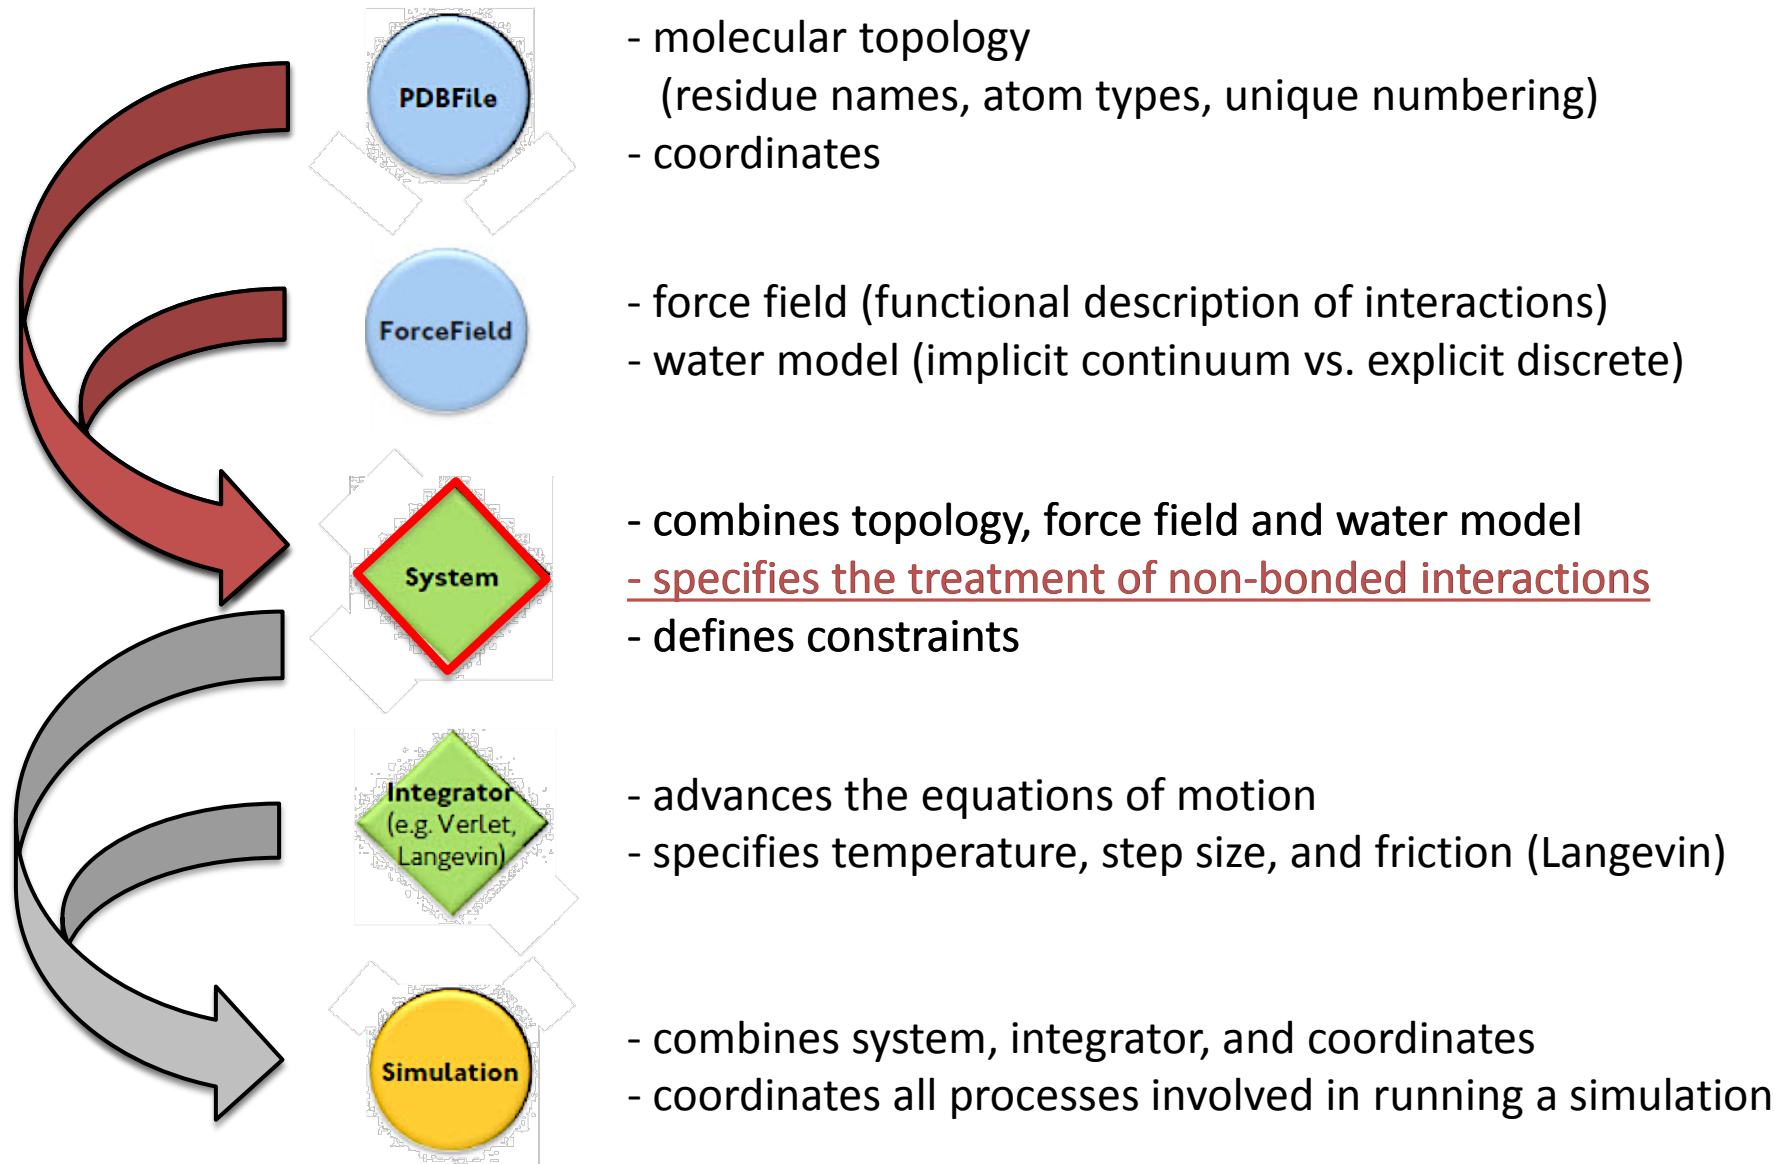 PDBFile
- molecular topology
(residue names, atom types, unique numbering)
- coordinates
ForceField
- force field (functional description of interactions)
- water model (implicit continuum vs. explicit discrete)
System
- combines topology, force field and water model
- specifies the treatment of non-bonded interactions
- defines constraints
Integrator
(e.g. Verlet,
Langevin)
- advances the equations of motion
- specifies temperature, step size, and friction (Langevin)
Simulation
- combines system, integrator, and coordinates
- coordinates all processes involved in running a simulation